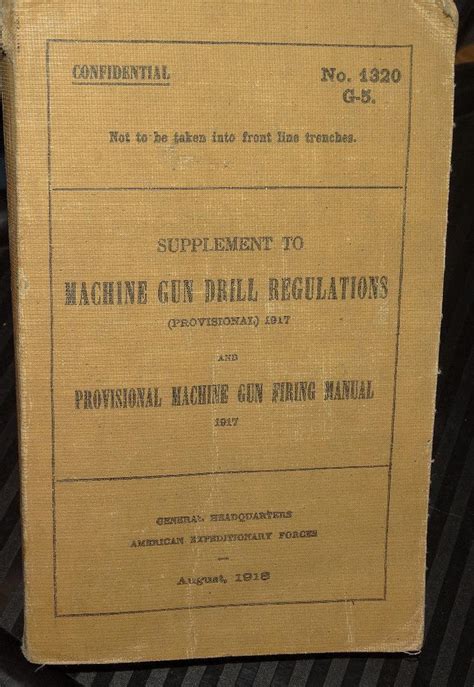 CONFIDENTIAL
No. 1320
G-5.
Not to be taken into front line trenches.
SUPPLEMENT TO
MACHINE GUN DRILL REGULATIONS
(PROVISIONAL) 1917
AND
PROVISIONAL MACHINE GUN FIRING MANUAL
1917
GENERAL HEADQUARTERS
AMERICAN EXPEDITIONARY FORCES
August, 1918